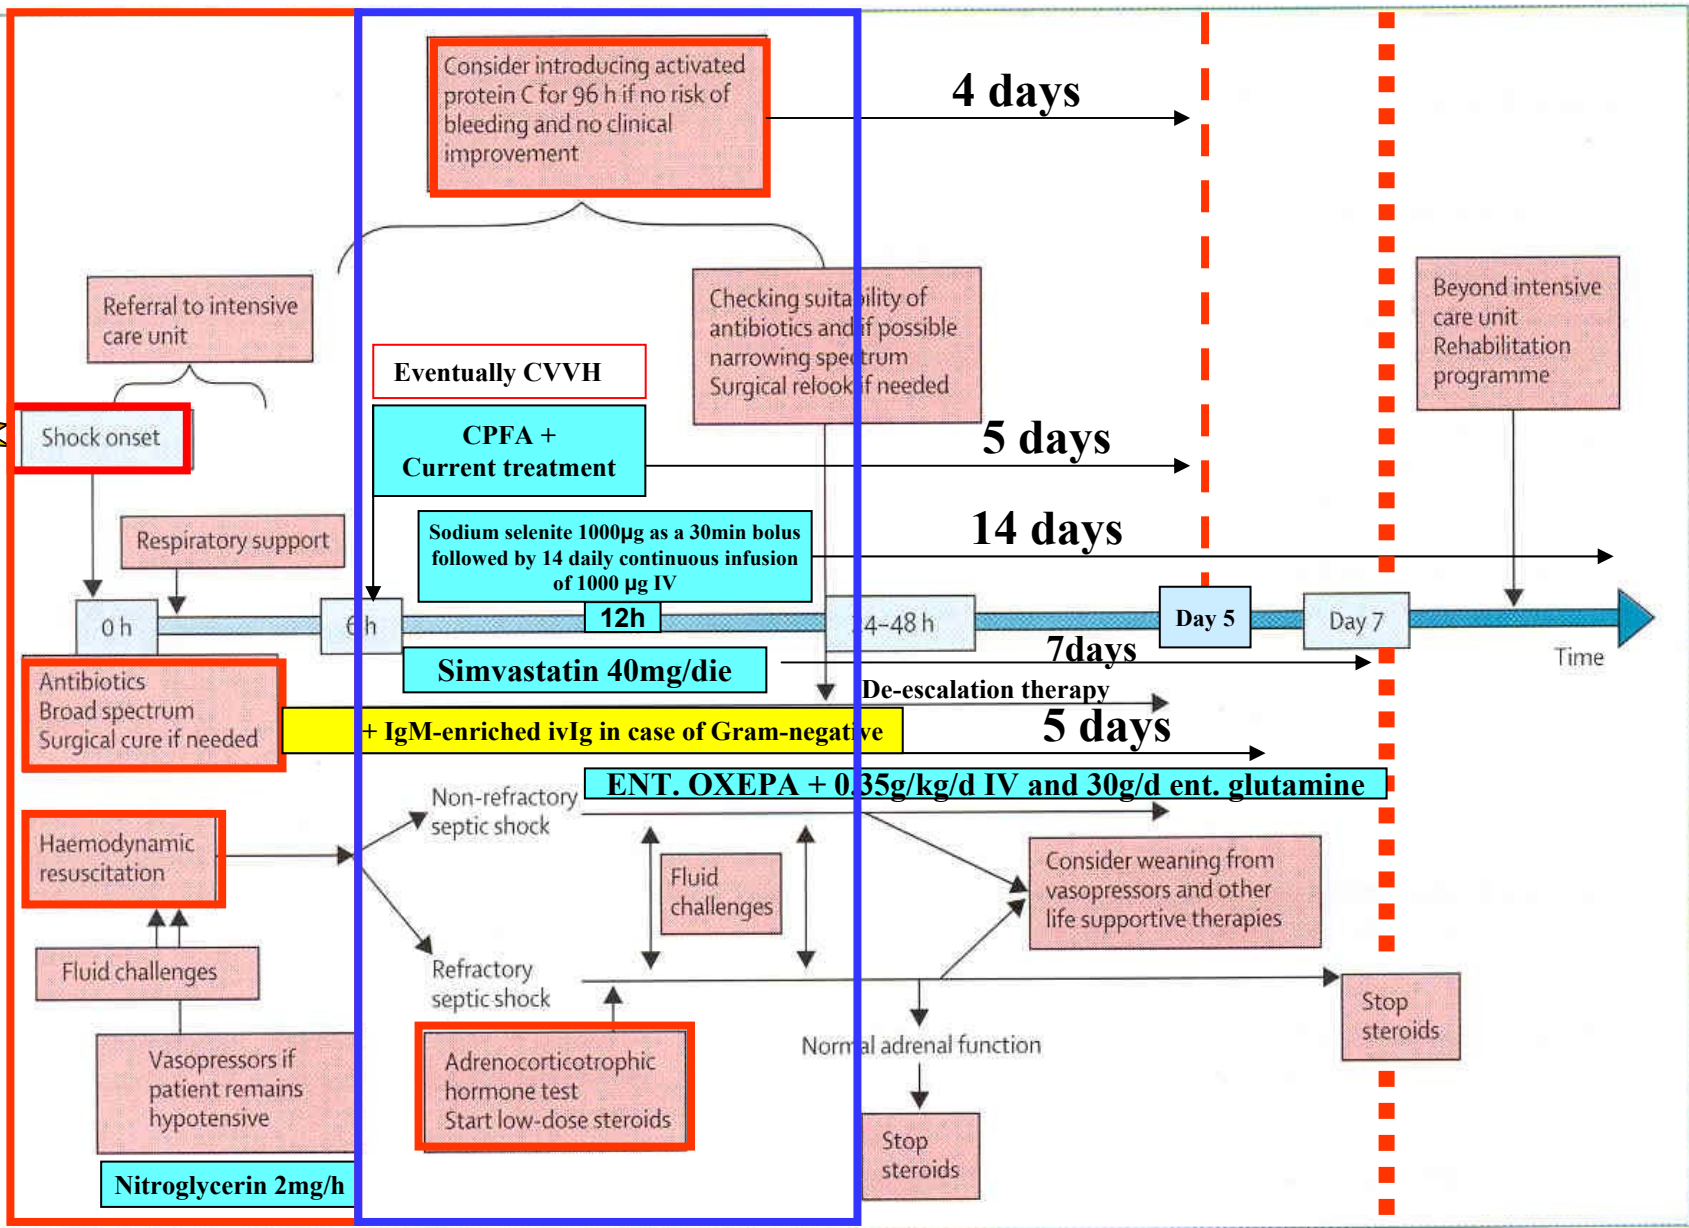 Consider introducing activated
protein C for 96 h if no risk of
bleeding and no clinical
improvement
4 days
Referral to intensive
care unit
Checking suitability of
antibiotics and if possible
narrowing spectrum
Surgical relook if needed
Beyond intensive
care unit
Rehabilitation
programme
Eventually CVVH
Shock onset
CPFA +
Current treatment
5 days
Respiratory support
Sodium selenite 1000µg as a 30min bolus
followed by 14 daily continuous infusion
of 1000 µg IV
14 days
0 h
6 h
12h
4–48 h
Day 5
Day 7
Time
Simvastatin 40mg/die
7days
Antibiotics
Broad spectrum
Surgical cure if needed
De-escalation therapy
+ IgM-enriched ivIg in case of Gram-negative
5 days
ENT. OXEPA + 0.35g/kg/d IV and 30g/d ent. glutamine
Non-refractory
septic shock
Haemodynamic
resuscitation
Fluid
challenges
Consider weaning from
vasopressors and other
life supportive therapies
Fluid challenges
Refractory
septic shock
Stop
steroids
Vasopressors if
patient remains
hypotensive
Adrenocorticotrophic
hormone test
Start low-dose steroids
Normal adrenal function
Stop
steroids
Nitroglycerin 2mg/h